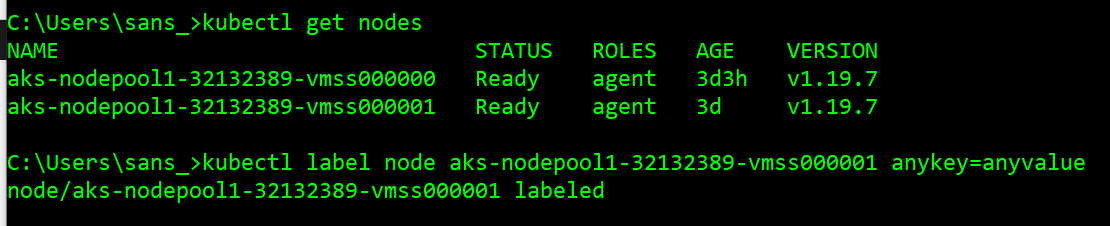 C:\Users\sans_>kubectl get nodes
NAME STATUS ROLES AGE VERSION
aks-nodepool1-32132389-vmss000000 Ready agent 3d3h v1.19.7
aks-nodepool1-32132389-vmss000001 Ready agent 3d v1.19.7
C:\Users\sans_>kubectl label node aks-nodepool1-32132389-vmss000001 anykey=anyvalue
node/aks-nodepool1-32132389-vmss000001 labeled